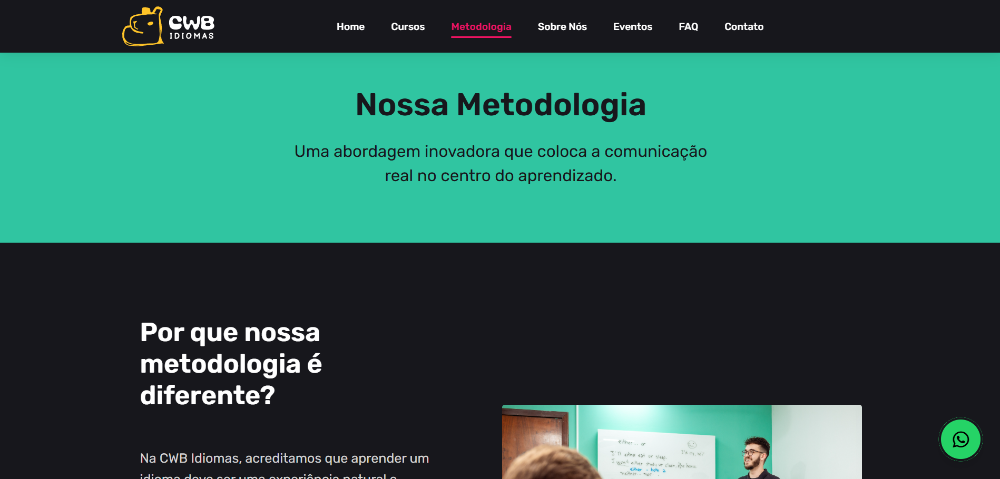 CWB
IDIOMAS
Home Cursos Metodologia Sobre Nós Eventos FAQ Contato
Nossa Metodologia
Uma abordagem inovadora que coloca a comunicação
real no centro do aprendizado.
Por que nossa
metodologia é
diferente?
Na CWB Idiomas, acreditamos que aprender um
idioma deve ser uma experiência natural e
either ... or
I'll either eat or sleep.
I won't either study or clean the house
either - both 2
neither ... nor